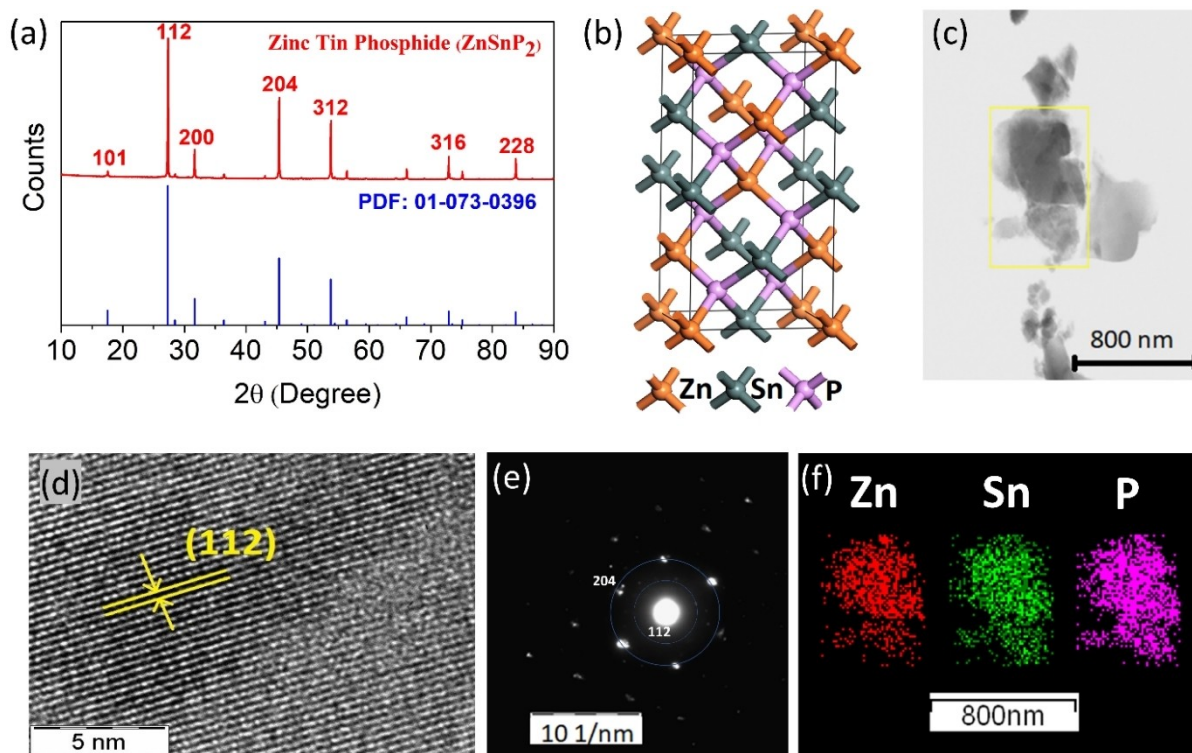 (a)
112
Zinc Tin Phosphide (ZnSnP₂)
204
312
200
101
316
228
PDF: 01-073-0396
Counts
10 20 30 40 50 60 70 80 90
2θ (Degree)
(b)
Zn Sn P
(c)
800 nm
(d)
(112)
5 nm
(e)
204
112
10 1/nm
(f)
Zn Sn P
800nm